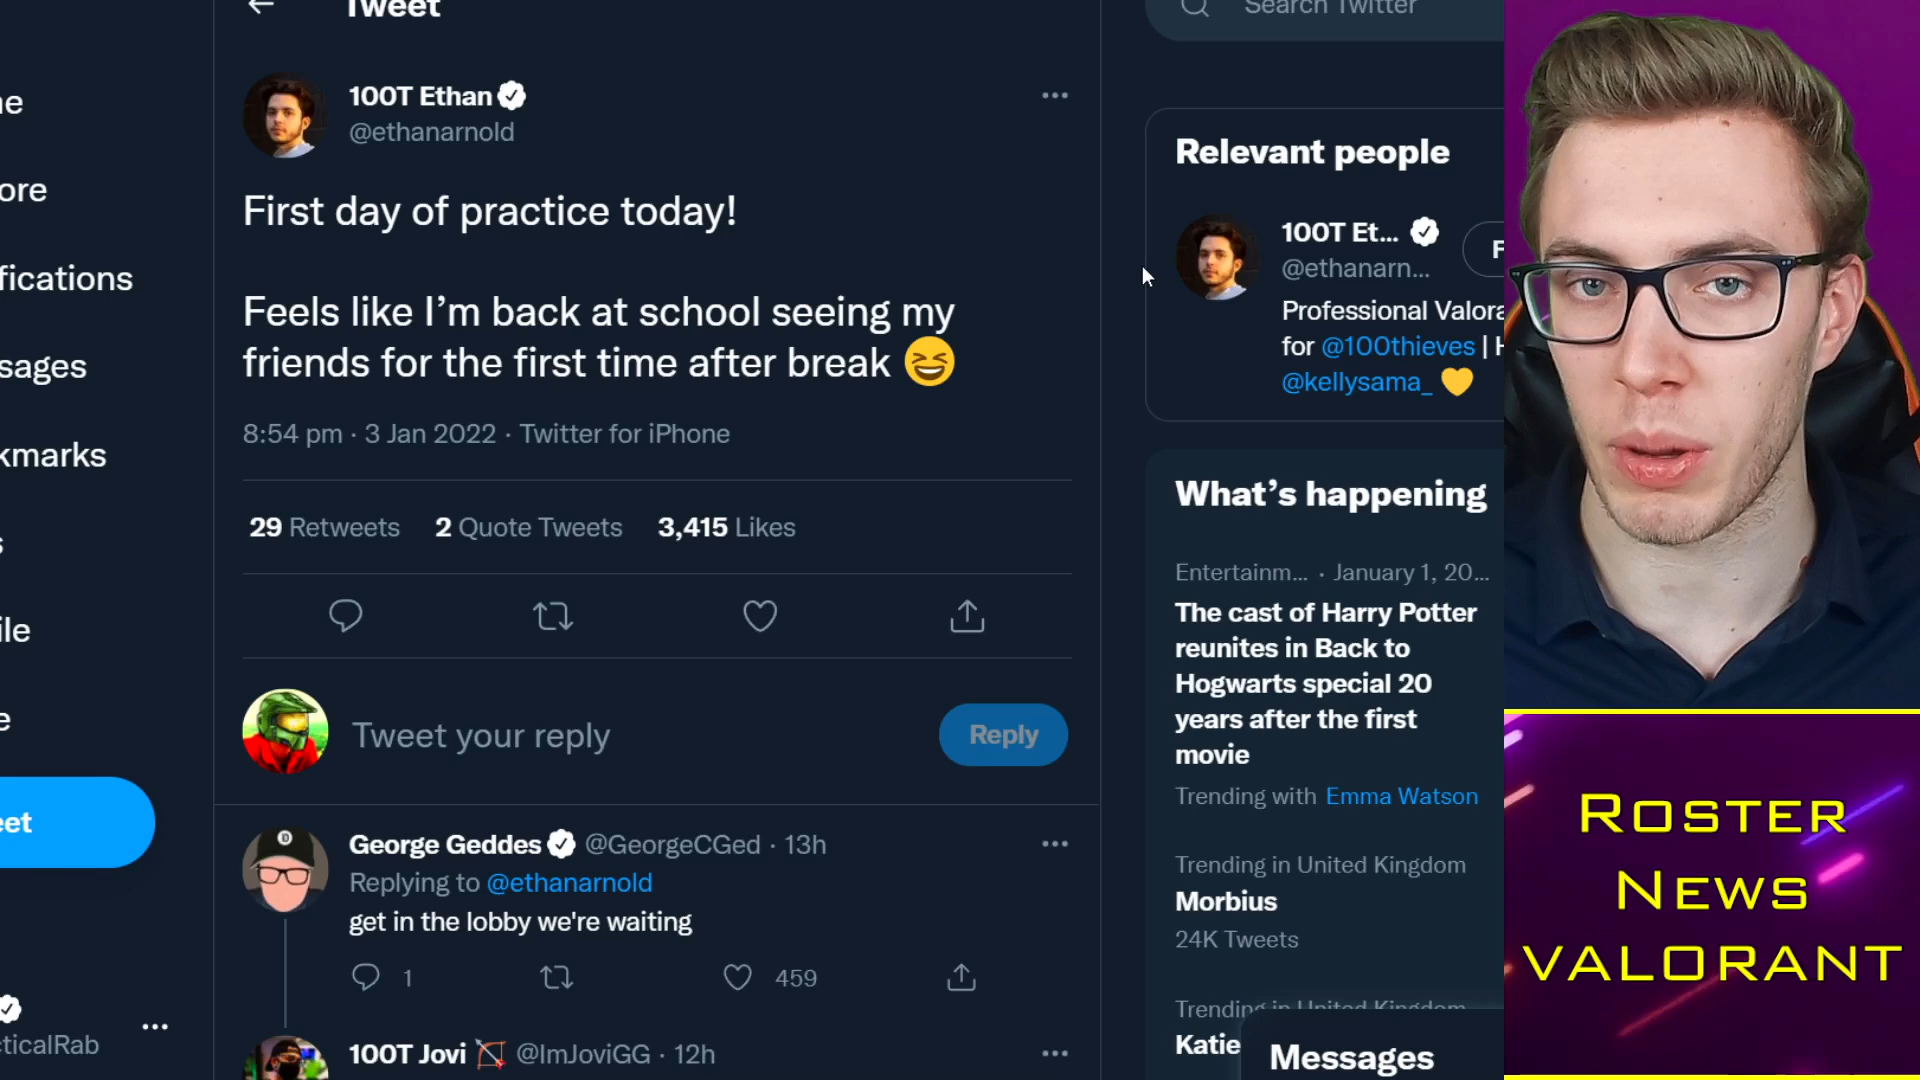 Tweet
Search Twitter
100T Ethan
@ethanarnold
First day of practice today!
Feels like I'm back at school seeing my
friends for the first time after break
8:54 pm · 3 Jan 2022 · Twitter for iPhone
29 Retweets 2 Quote Tweets 3,415 Likes
Tweet your reply
Reply
George Geddes @GeorgeCGed · 13h
Replying to @ethanarnold
get in the lobby we're waiting
1 459
100T Jovi @ImJoviGG · 12h
ne
ore
fications
sages
kmarks
s
ile
e
eet
cticalRab
Relevant people
100T Et...
@ethanarn...
F
Professional Valora
for @100thieves | H
@kellysama_
What's happening
Entertainm... · January 1, 20...
The cast of Harry Potter
reunites in Back to
Hogwarts special 20
years after the first
movie
Trending with Emma Watson
Trending in United Kingdom
Morbius
24K Tweets
Trending in United Kingdom
Katie
Messages
ROSTER
NEWS
VALORANT